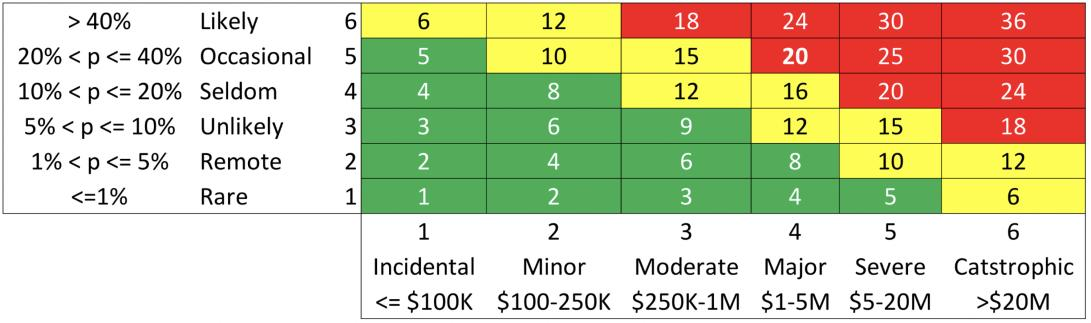 > 40% Likely 6 6 12 18 24 30 36
20% < p <= 40% Occasional 5 5 10 15 20 25 30
10% < p <= 20% Seldom 4 4 8 12 16 20 24
5% < p <= 10% Unlikely 3 3 6 9 12 15 18
1% < p <= 5% Remote 2 2 4 6 8 10 12
<=1% Rare 1 1 2 3 4 5 6
1 2 3 4 5 6
Incidental Minor Moderate Major Severe Catstrophic
<= $100K $100-250K $250K-1M $1-5M $5-20M >$20M